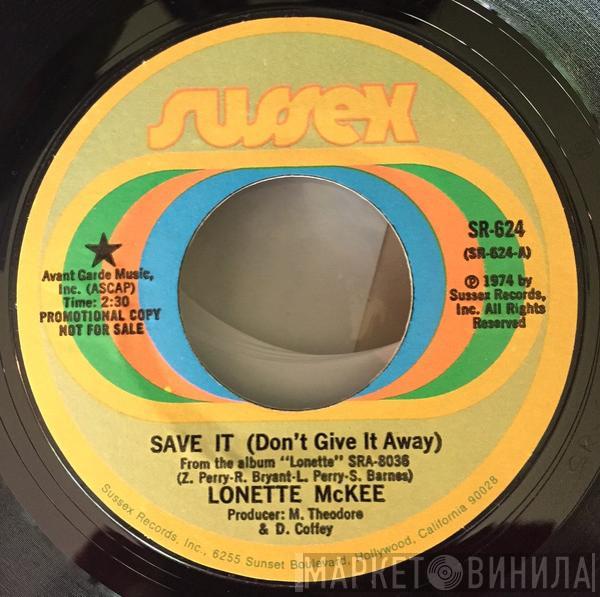 sussex
★
Avant Garde Music,
Inc. (ASCAP)
Time: 2:30
PROMOTIONAL COPY
NOT FOR SALE
SR-624
(SR-624-A)
℗ 1974 by
Sussex Records,
Inc. All Rights
Reserved
SAVE IT (Don't Give It Away)
From the album "Lonette" SRA-8036
(Z. Perry-R. Bryant-L. Perry-S. Barnes)
LONETTE McKEE
Producer: M. Theodore
& D. Coffey
Sussex Records, Inc., 6255 Sunset Boulevard, Hollywood, California 90028
МАРКЕТОВИНИЛА